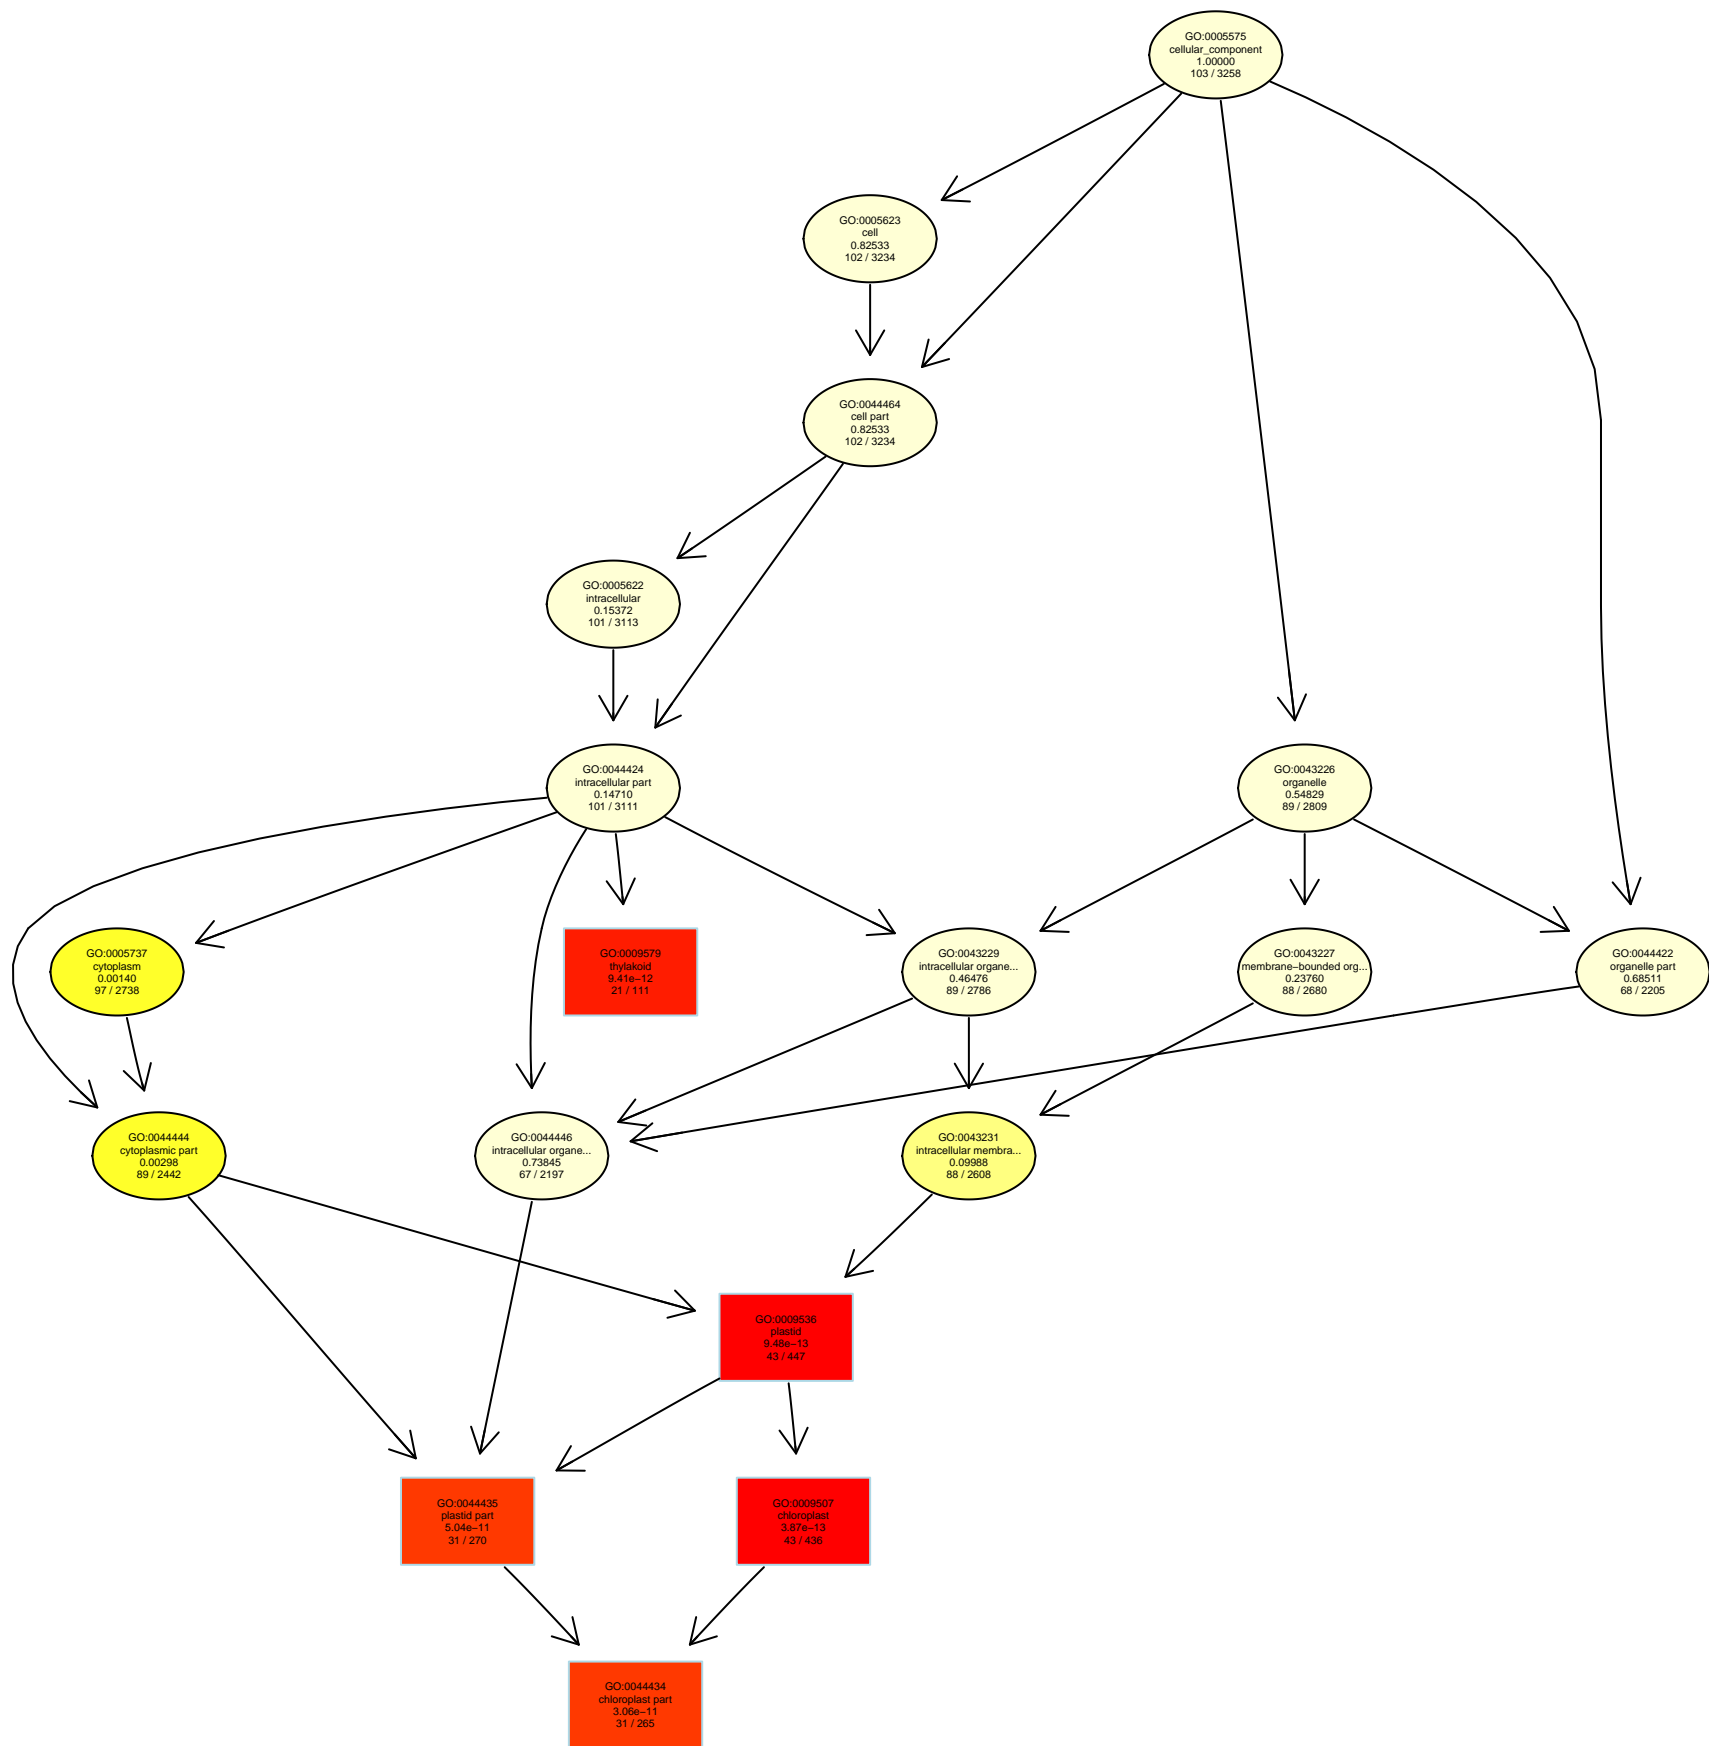 GO:0005575
cellular_component
1.00000
103 / 3258
GO:0005623
cell
0.82533
102 / 3234
GO:0044464
cell part
0.82533
102 / 3234
GO:0005622
intracellular
0.15372
101 / 3113
GO:0044424
intracellular part
0.14710
101 / 3111
GO:0043226
organelle
0.54829
89 / 2809
GO:0005737
cytoplasm
0.00140
97 / 2738
GO:0009579
thylakoid
9.41e−12
21 / 111
GO:0043229
intracellular organe...
0.46476
89 / 2786
GO:0043227
membrane−bounded org...
0.23760
88 / 2680
GO:0044422
organelle part
0.68511
68 / 2205
GO:0044444
cytoplasmic part
0.00298
89 / 2442
GO:0044446
intracellular organe...
0.73845
67 / 2197
GO:0043231
intracellular membra...
0.09988
88 / 2608
GO:0009536
plastid
9.48e−13
43 / 447
GO:0044435
plastid part
5.04e−11
31 / 270
GO:0009507
chloroplast
3.87e−13
43 / 436
GO:0044434
chloroplast part
3.06e−11
31 / 265